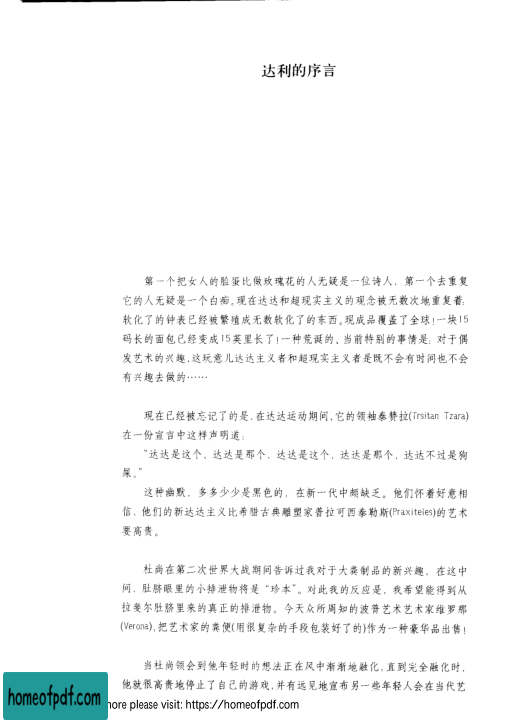 达利的序言
第一个把女人的脸蛋比做玫瑰花的人无疑是一位诗人，第一个去重复
它的人无疑是一个白痴。现在达达和超现实主义的观念被无数次地重复着：
软化了的钟表已经被繁殖成无数软化了的东西。现成品覆盖了全球！一块15
码长的面包已经变成15英里长了！一种荒诞的、当前特别的事情是：对于偶
发艺术的兴趣，这玩意儿达达主义者和超现实主义者是既不会有时间也不会
有兴趣去做的……
现在已经被忘记了的是，在达达运动期间，它的领袖泰赞拉(Trsitan Tzara)
在一份宣言中这样声明道：
“达达是这个，达达是那个，达达是这个，达达是那个，达达不过是狗
屎。”
这种幽默，多多少少是黑色的，在新一代中颇缺乏。他们怀着好意相
信，他们的新达达主义比希腊古典雕塑家普拉可西泰勒斯(Praxiteles)的艺术
要高贵。
杜尚在第二次世界大战期间告诉过我对于大粪制品的新兴趣，在这中
间，肚脐眼里的小排泄物将是“珍本”。对此我的反应是，我希望能得到从
拉斐尔肚脐里来的真正的排泄物。今天众所周知的波普艺术艺术家维罗那
(Verona)，把艺术家的粪便(用很复杂的手段包装好了的)作为一种豪华品出售！
当杜尚领会到他年轻时的想法正在风中渐渐地融化，直到完全融化时，
他就很高贵地停止了自己的游戏，并有远见地宣布另一些年轻人会在当代艺
homeofpdf.com
more please visit: https://homeofpdf.com